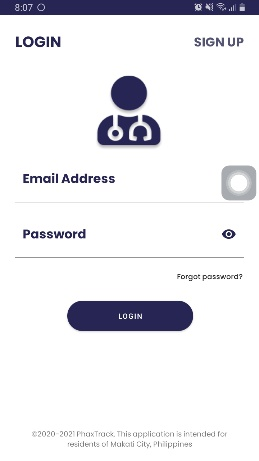 8:07
LOGIN
SIGN UP
Email Address
Password
Forgot password?
LOGIN
©2020-2021 PhaxTrack. This application is intended for
residents of Makati City, Philippines